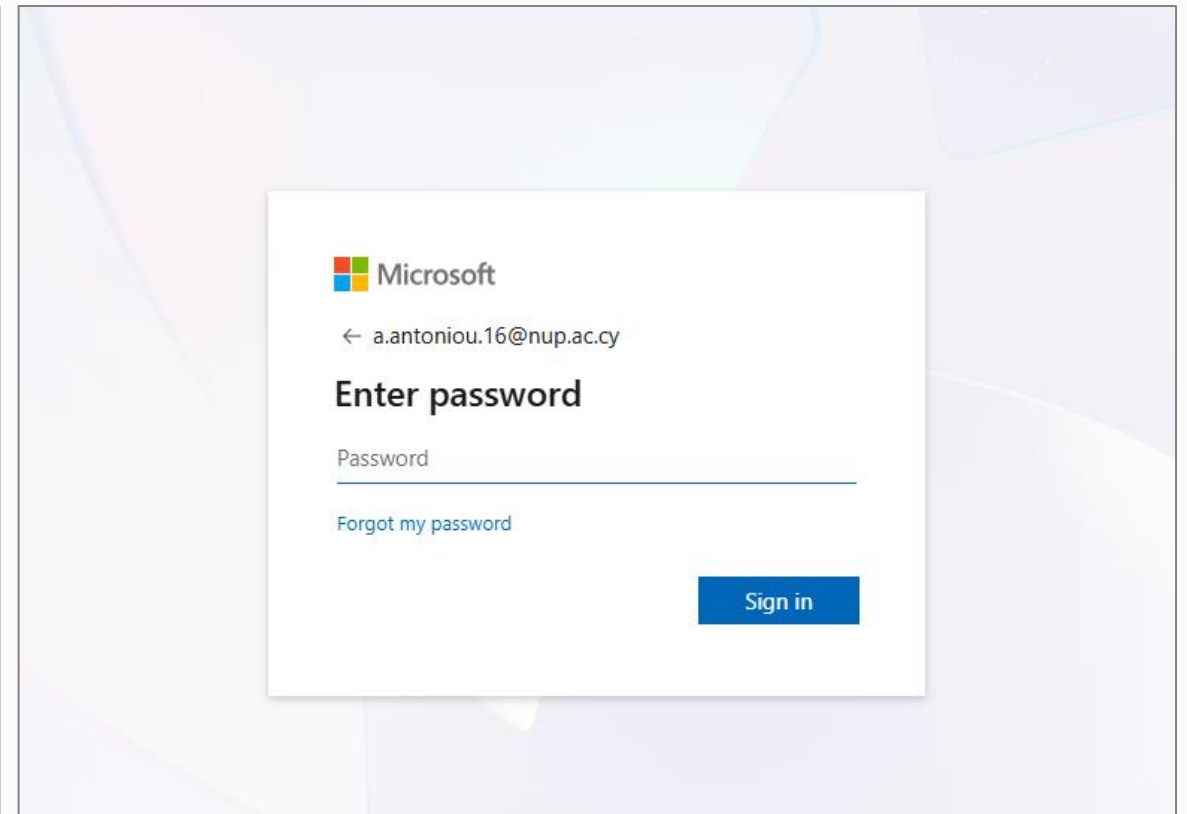 Microsoft
← a.antoniou.16@nup.ac.cy
Enter password
Password
Forgot my password
Sign in